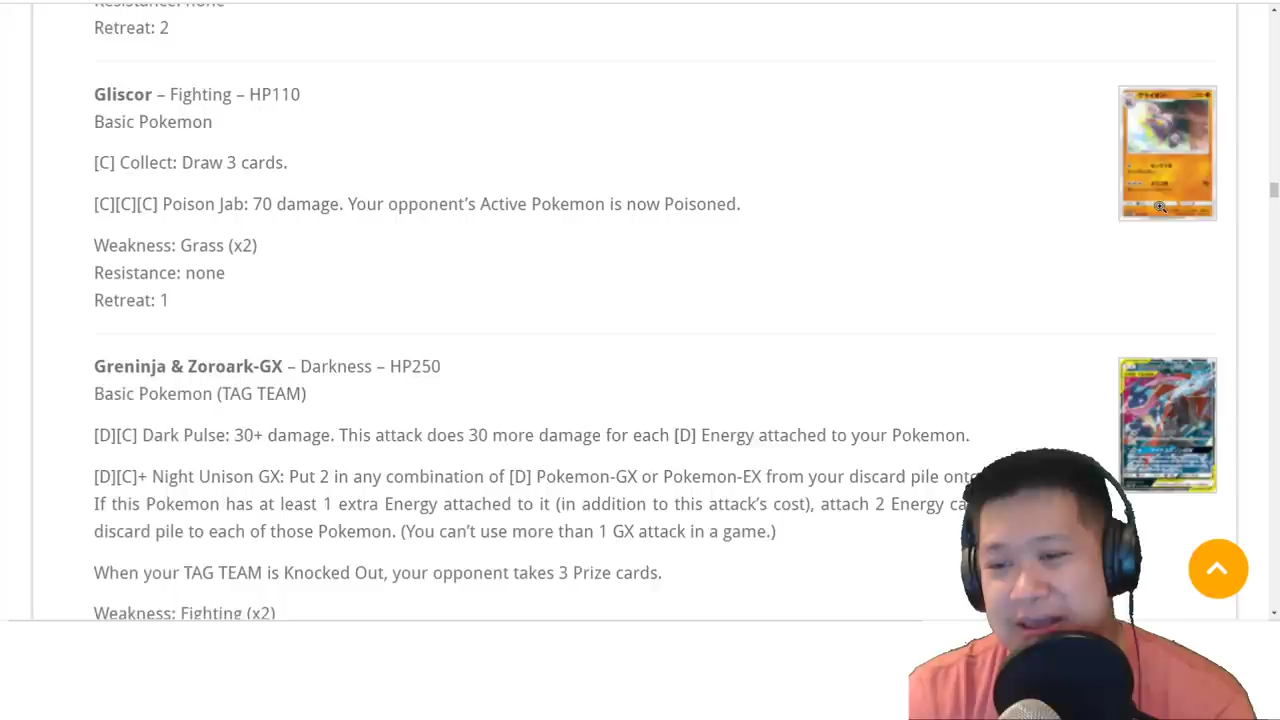 Resistance: none
Retreat: 2
Gliscor – Fighting – HP110
Basic Pokemon
[C] Collect: Draw 3 cards.
[C][C][C] Poison Jab: 70 damage. Your opponent’s Active Pokemon is now Poisoned.
Weakness: Grass (x2)
Resistance: none
Retreat: 1
Greninja & Zoroark-GX – Darkness – HP250
Basic Pokemon (TAG TEAM)
[D][C] Dark Pulse: 30+ damage. This attack does 30 more damage for each [D] Energy attached to your Pokemon.
[D][C]+ Night Unison GX: Put 2 in any combination of [D] Pokemon-GX or Pokemon-EX from your discard pile
If this Pokemon has at least 1 extra Energy attached to it (in addition to this attack’s cost), attach 2 Energy
discard pile to each of those Pokemon. (You can’t use more than 1 GX attack in a game.)
When your TAG TEAM is Knocked Out, your opponent takes 3 Prize cards.
Weakness: Fighting (x2)